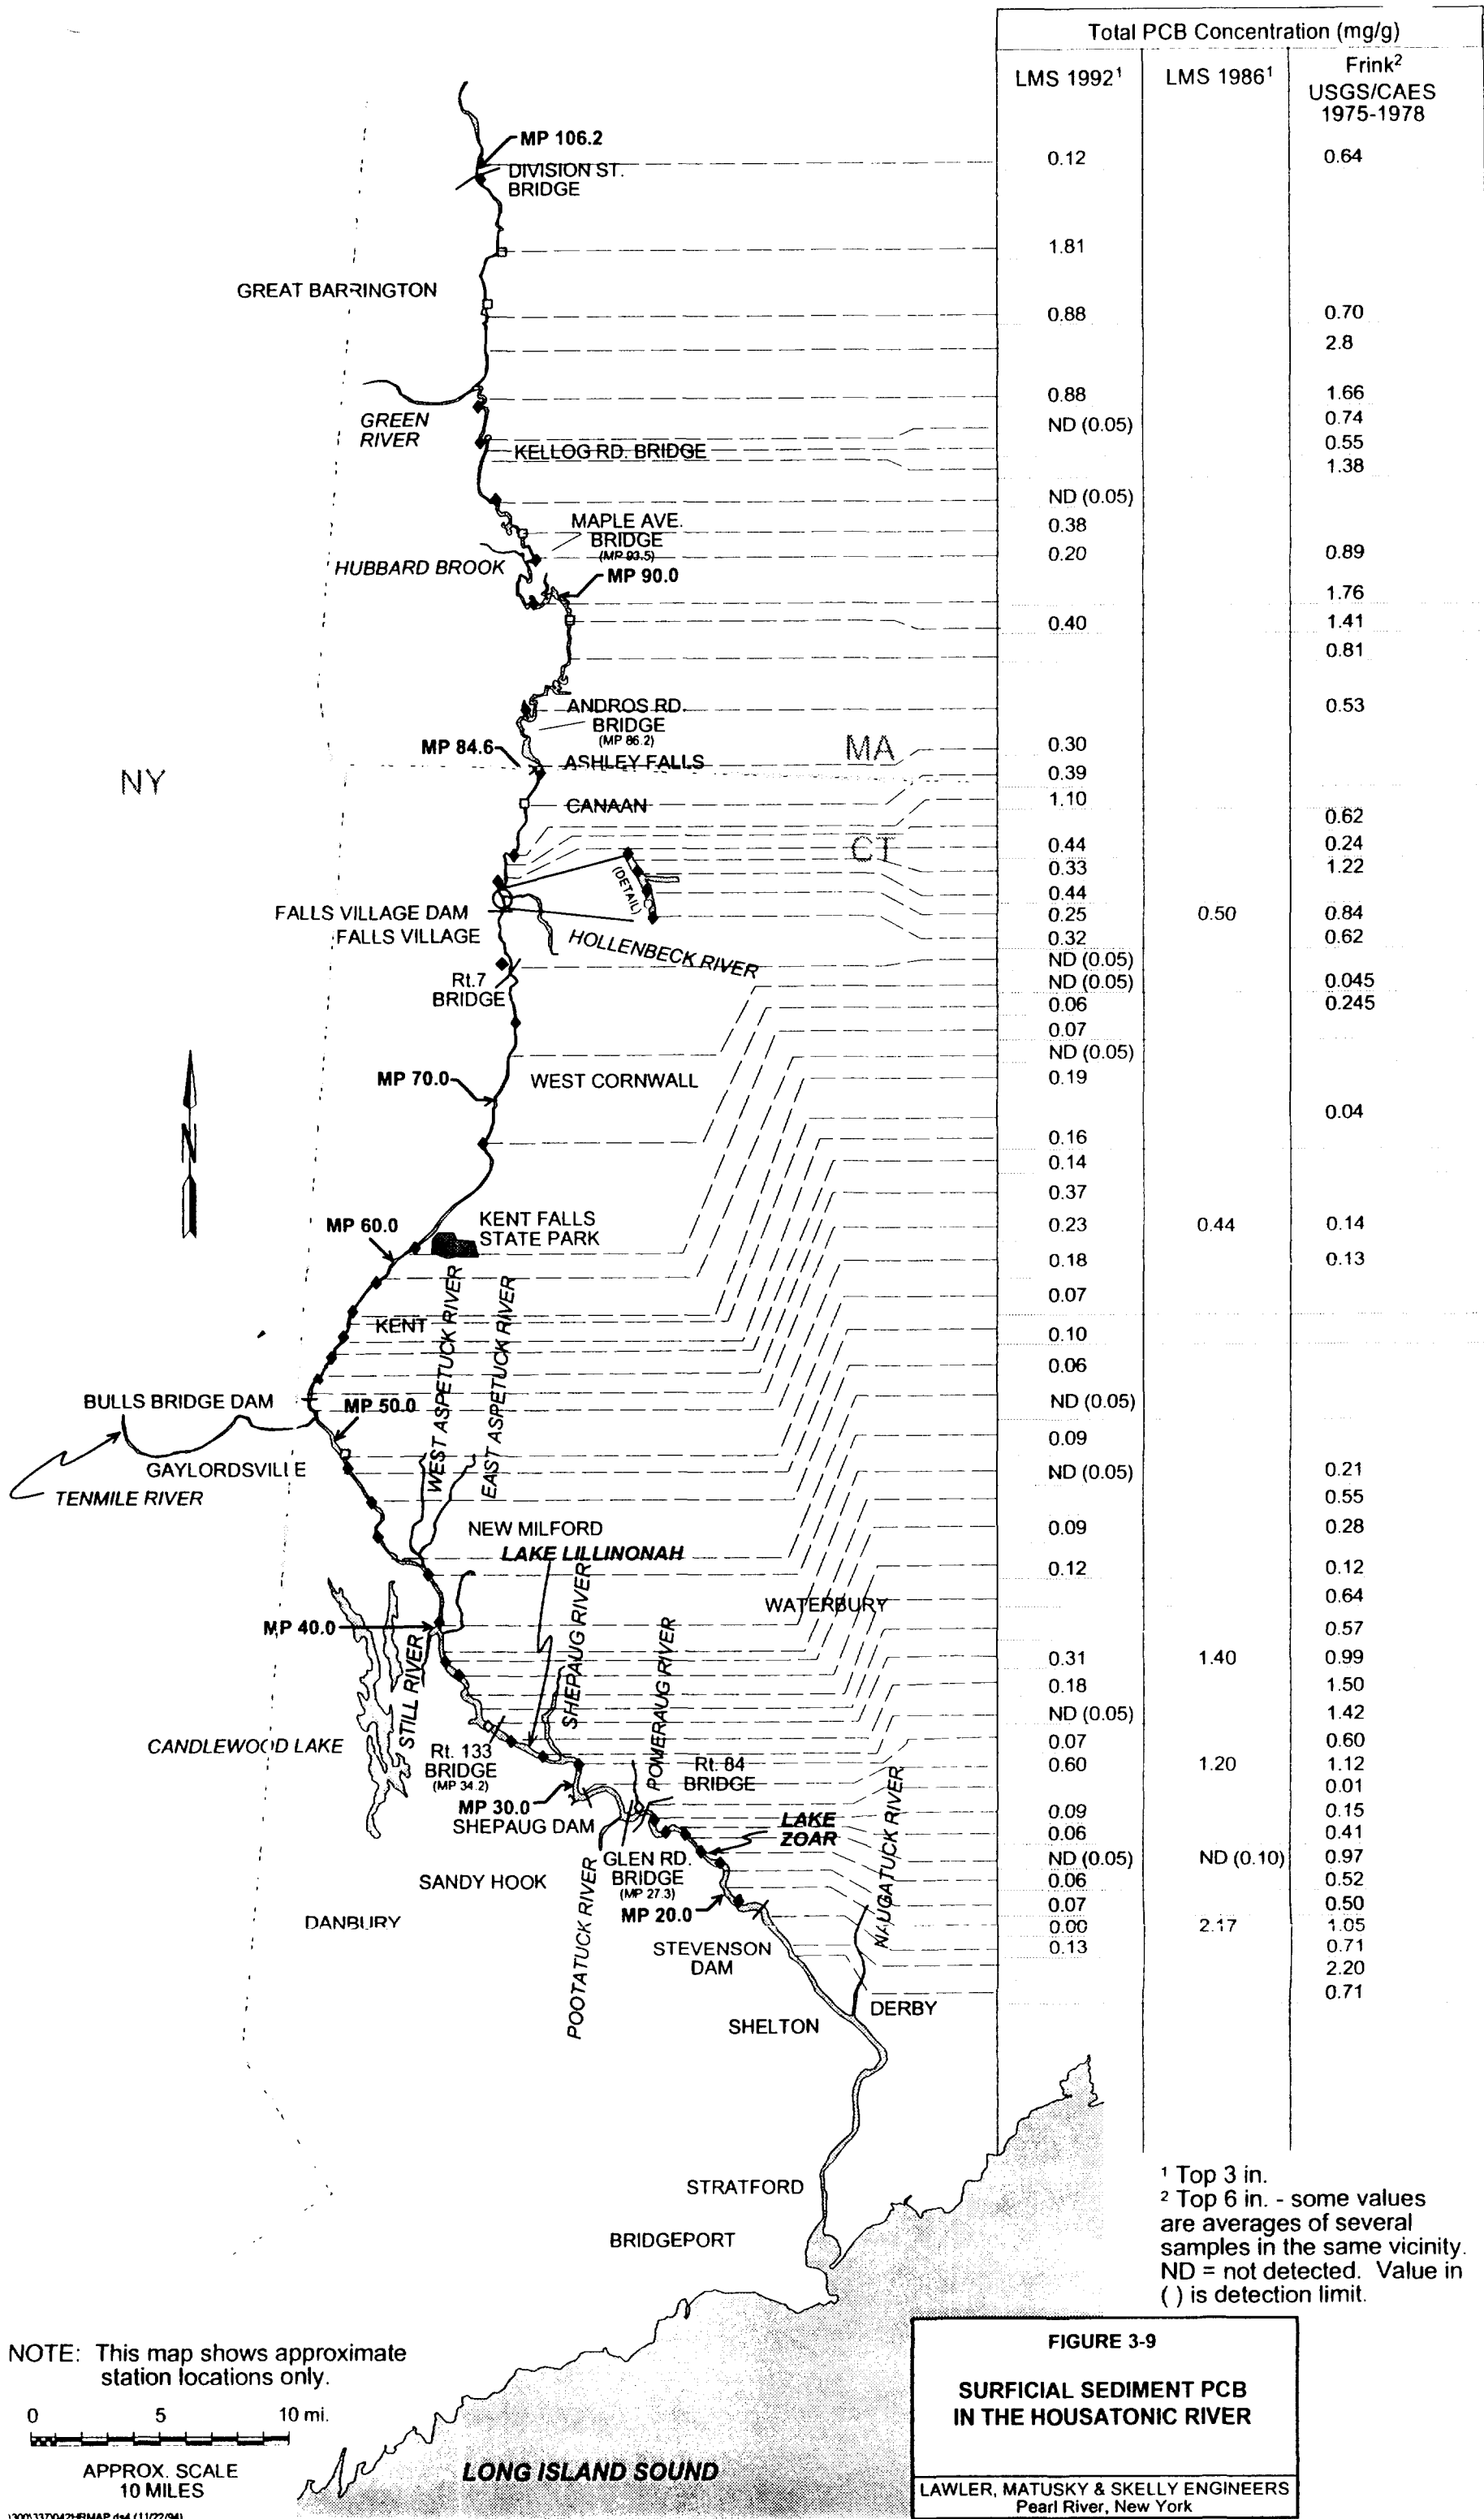 Total PCB Concentration (mg/g)
LMS 1992¹ LMS 1986¹ Frink²
USGS/CAES
1975-1978
MP 106.2
DIVISION ST.
BRIDGE
0.12 0.64
1.81
GREAT BARRINGTON
0.88 0.70
2.8
0.88 1.66
GREEN
RIVER
ND (0.05) 0.74
0.55
KELLOG RD. BRIDGE
1.38
ND (0.05)
MAPLE AVE.
BRIDGE
(MP 93.5)
0.38
0.20 0.89
HUBBARD BROOK
MP 90.0
1.76
0.40 1.41
0.81
ANDROS RD.
BRIDGE
(MP 86.2)
0.53
MP 84.6
MA
0.30
ASHLEY FALLS
NY
0.39
CANAAN
1.10
0.62
CT
0.44 0.24
0.33 1.22
(DETAIL)
0.44
FALLS VILLAGE DAM
0.25 0.50 0.84
FALLS VILLAGE
HOLLENBECK RIVER
0.32 0.62
ND (0.05)
Rt.7
BRIDGE
ND (0.05) 0.045
0.06 0.245
0.07
ND (0.05)
MP 70.0
WEST CORNWALL
0.19
0.04
N
0.16
0.14
0.37
MP 60.0
KENT FALLS
STATE PARK
0.23 0.44 0.14
0.18 0.13
0.07
KENT
WEST ASPETUCK RIVER
EAST ASPETUCK RIVER
0.10
0.06
BULLS BRIDGE DAM
MP 50.0
ND (0.05)
0.09
GAYLORDSVILLE
TENMILE RIVER
ND (0.05) 0.21
0.55
NEW MILFORD
0.09 0.28
LAKE LILLINONAH
0.12 0.12
WATERBURY
0.64
MP 40.0
0.57
STILL RIVER
SHEPAUG RIVER
POMERAUG RIVER
0.31 1.40 0.99
0.18 1.50
ND (0.05) 1.42
CANDLEWOOD LAKE
Rt. 133
BRIDGE
(MP 34.2)
0.07 0.60
Rt. 84
BRIDGE
0.60 1.20 1.12
0.01
MP 30.0
SHEPAUG DAM
LAKE
ZOAR
NAUGATUCK RIVER
0.09 0.15
0.06 0.41
GLEN RD.
BRIDGE
(MP 27.3)
ND (0.05) ND (0.10) 0.97
SANDY HOOK
0.06 0.52
POOTATUCK RIVER
MP 20.0
0.07 0.50
DANBURY
0.00 2.17 1.05
STEVENSON
DAM
0.13 0.71
2.20
0.71
DERBY
SHELTON
STRATFORD
BRIDGEPORT
¹ Top 3 in.
² Top 6 in. - some values
are averages of several
samples in the same vicinity.
ND = not detected. Value in
( ) is detection limit.
NOTE: This map shows approximate
station locations only.
0 5 10 mi.
APPROX. SCALE
10 MILES
LONG ISLAND SOUND
FIGURE 3-9
SURFICIAL SEDIMENT PCB
IN THE HOUSATONIC RIVER
LAWLER, MATUSKY & SKELLY ENGINEERS
Pearl River, New York